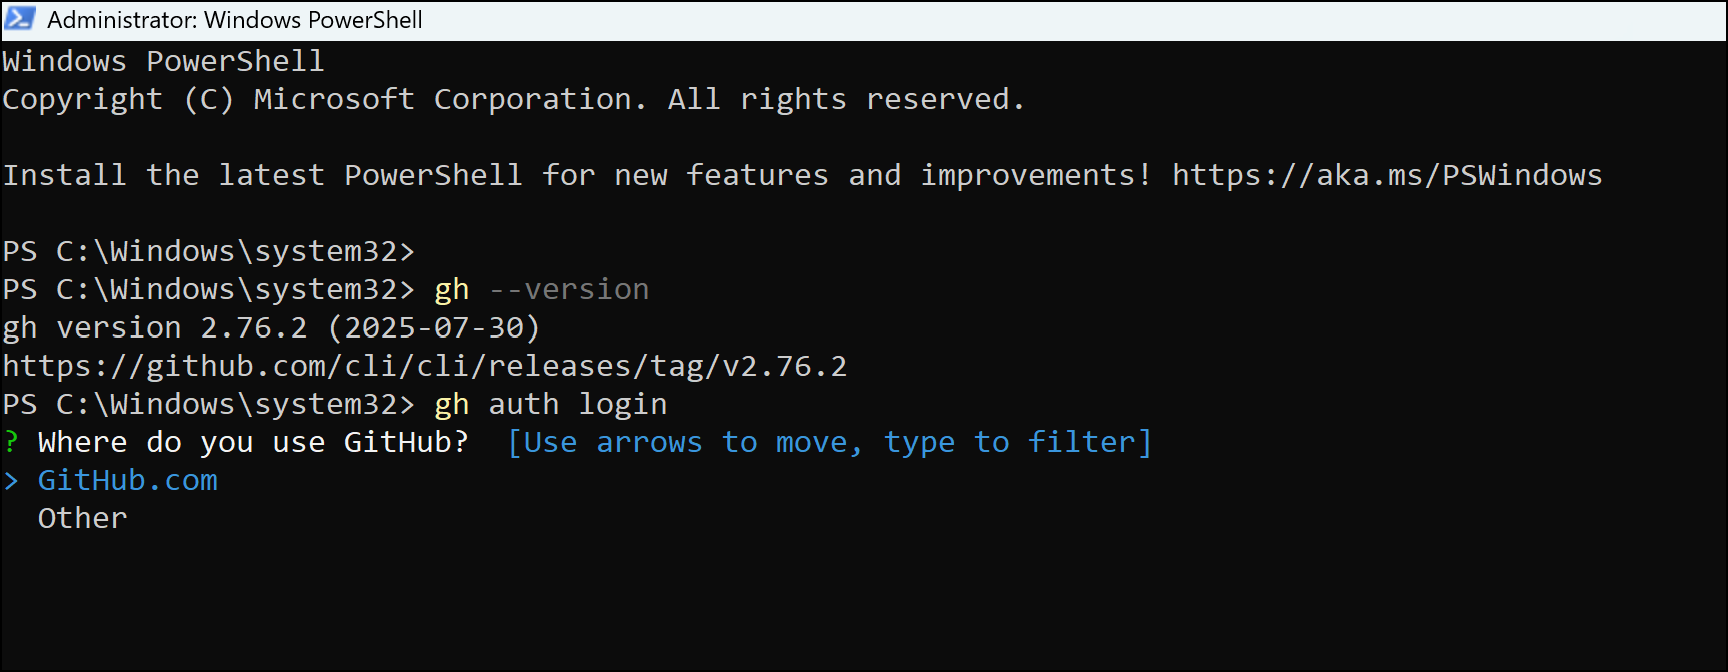 Administrator: Windows PowerShell
Windows PowerShell
Copyright (C) Microsoft Corporation. All rights reserved.
Install the latest PowerShell for new features and improvements! https://aka.ms/PSWindows
PS C:\Windows\system32>
PS C:\Windows\system32> gh --version
gh version 2.76.2 (2025-07-30)
https://github.com/cli/cli/releases/tag/v2.76.2
PS C:\Windows\system32> gh auth login
? Where do you use GitHub?  [Use arrows to move, type to filter]
> GitHub.com
  Other